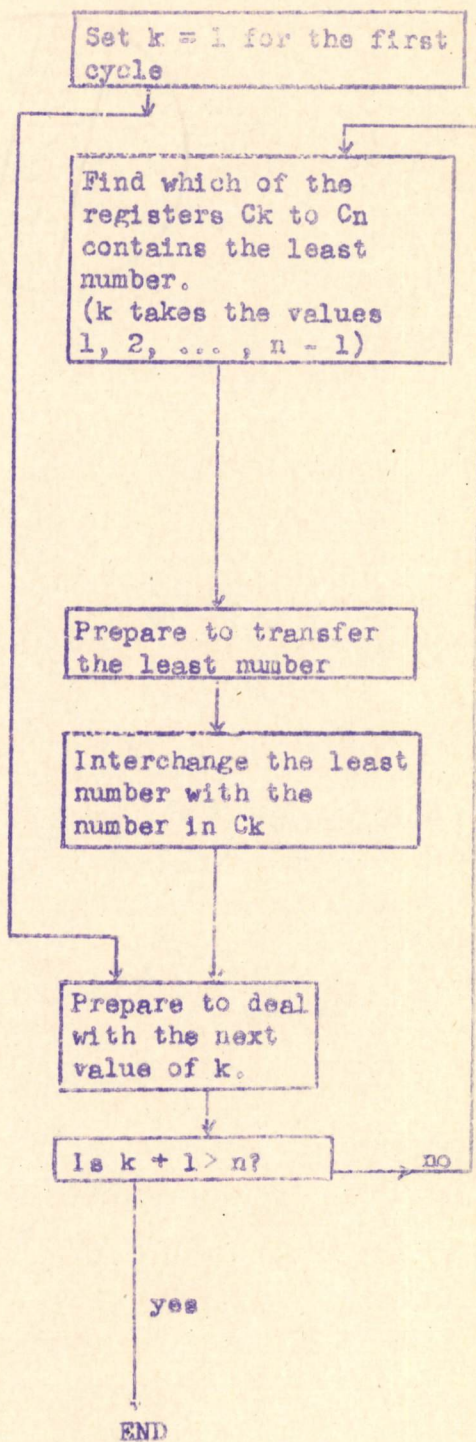 Set k = 1 for the first
cycle
Find which of the
registers Ck to Cn
contains the least
number.
(k takes the values
1, 2, ... , n - 1)
Prepare to transfer
the least number
Interchange the least
number with the
number in Ck
Prepare to deal
with the next
value of k.
Is k + 1 > n?
no
yes
END